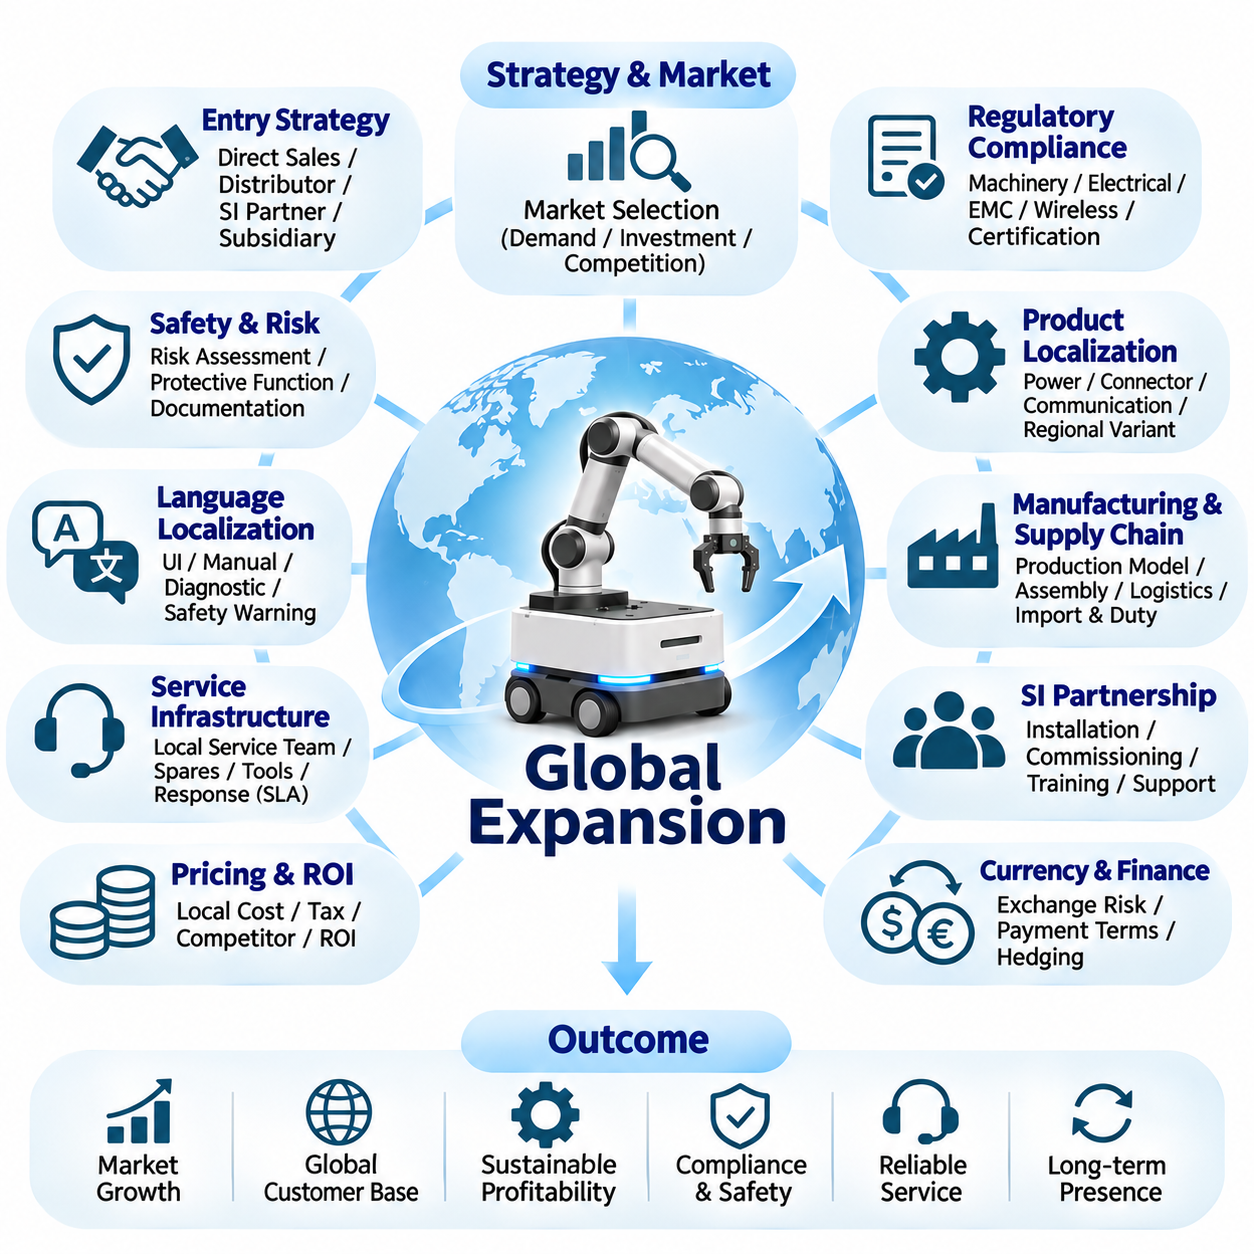 Strategy & Market
Market Selection
(Demand / Investment /
Competition)
Entry Strategy
Direct Sales /
Distributor /
SI Partner /
Subsidiary
Regulatory
Compliance
Machinery / Electrical /
EMC / Wireless /
Certification
Safety & Risk
Risk Assessment /
Protective Function /
Documentation
Product
Localization
Power / Connector /
Communication /
Regional Variant
Language
Localization
A
文
UI / Manual /
Diagnostic /
Safety Warning
Manufacturing &
Supply Chain
Production Model /
Assembly / Logistics /
Import & Duty
Service
Infrastructure
Local Service Team /
Spares / Tools /
Response (SLA)
SI Partnership
Installation /
Commissioning /
Training / Support
Global
Expansion
Pricing & ROI
Local Cost / Tax /
Competitor / ROI
Currency & Finance
$ €
Exchange Risk /
Payment Terms /
Hedging
Outcome
Market
Growth
Global
Customer Base
Sustainable
Profitability
Compliance
& Safety
Reliable
Service
Long-term
Presence